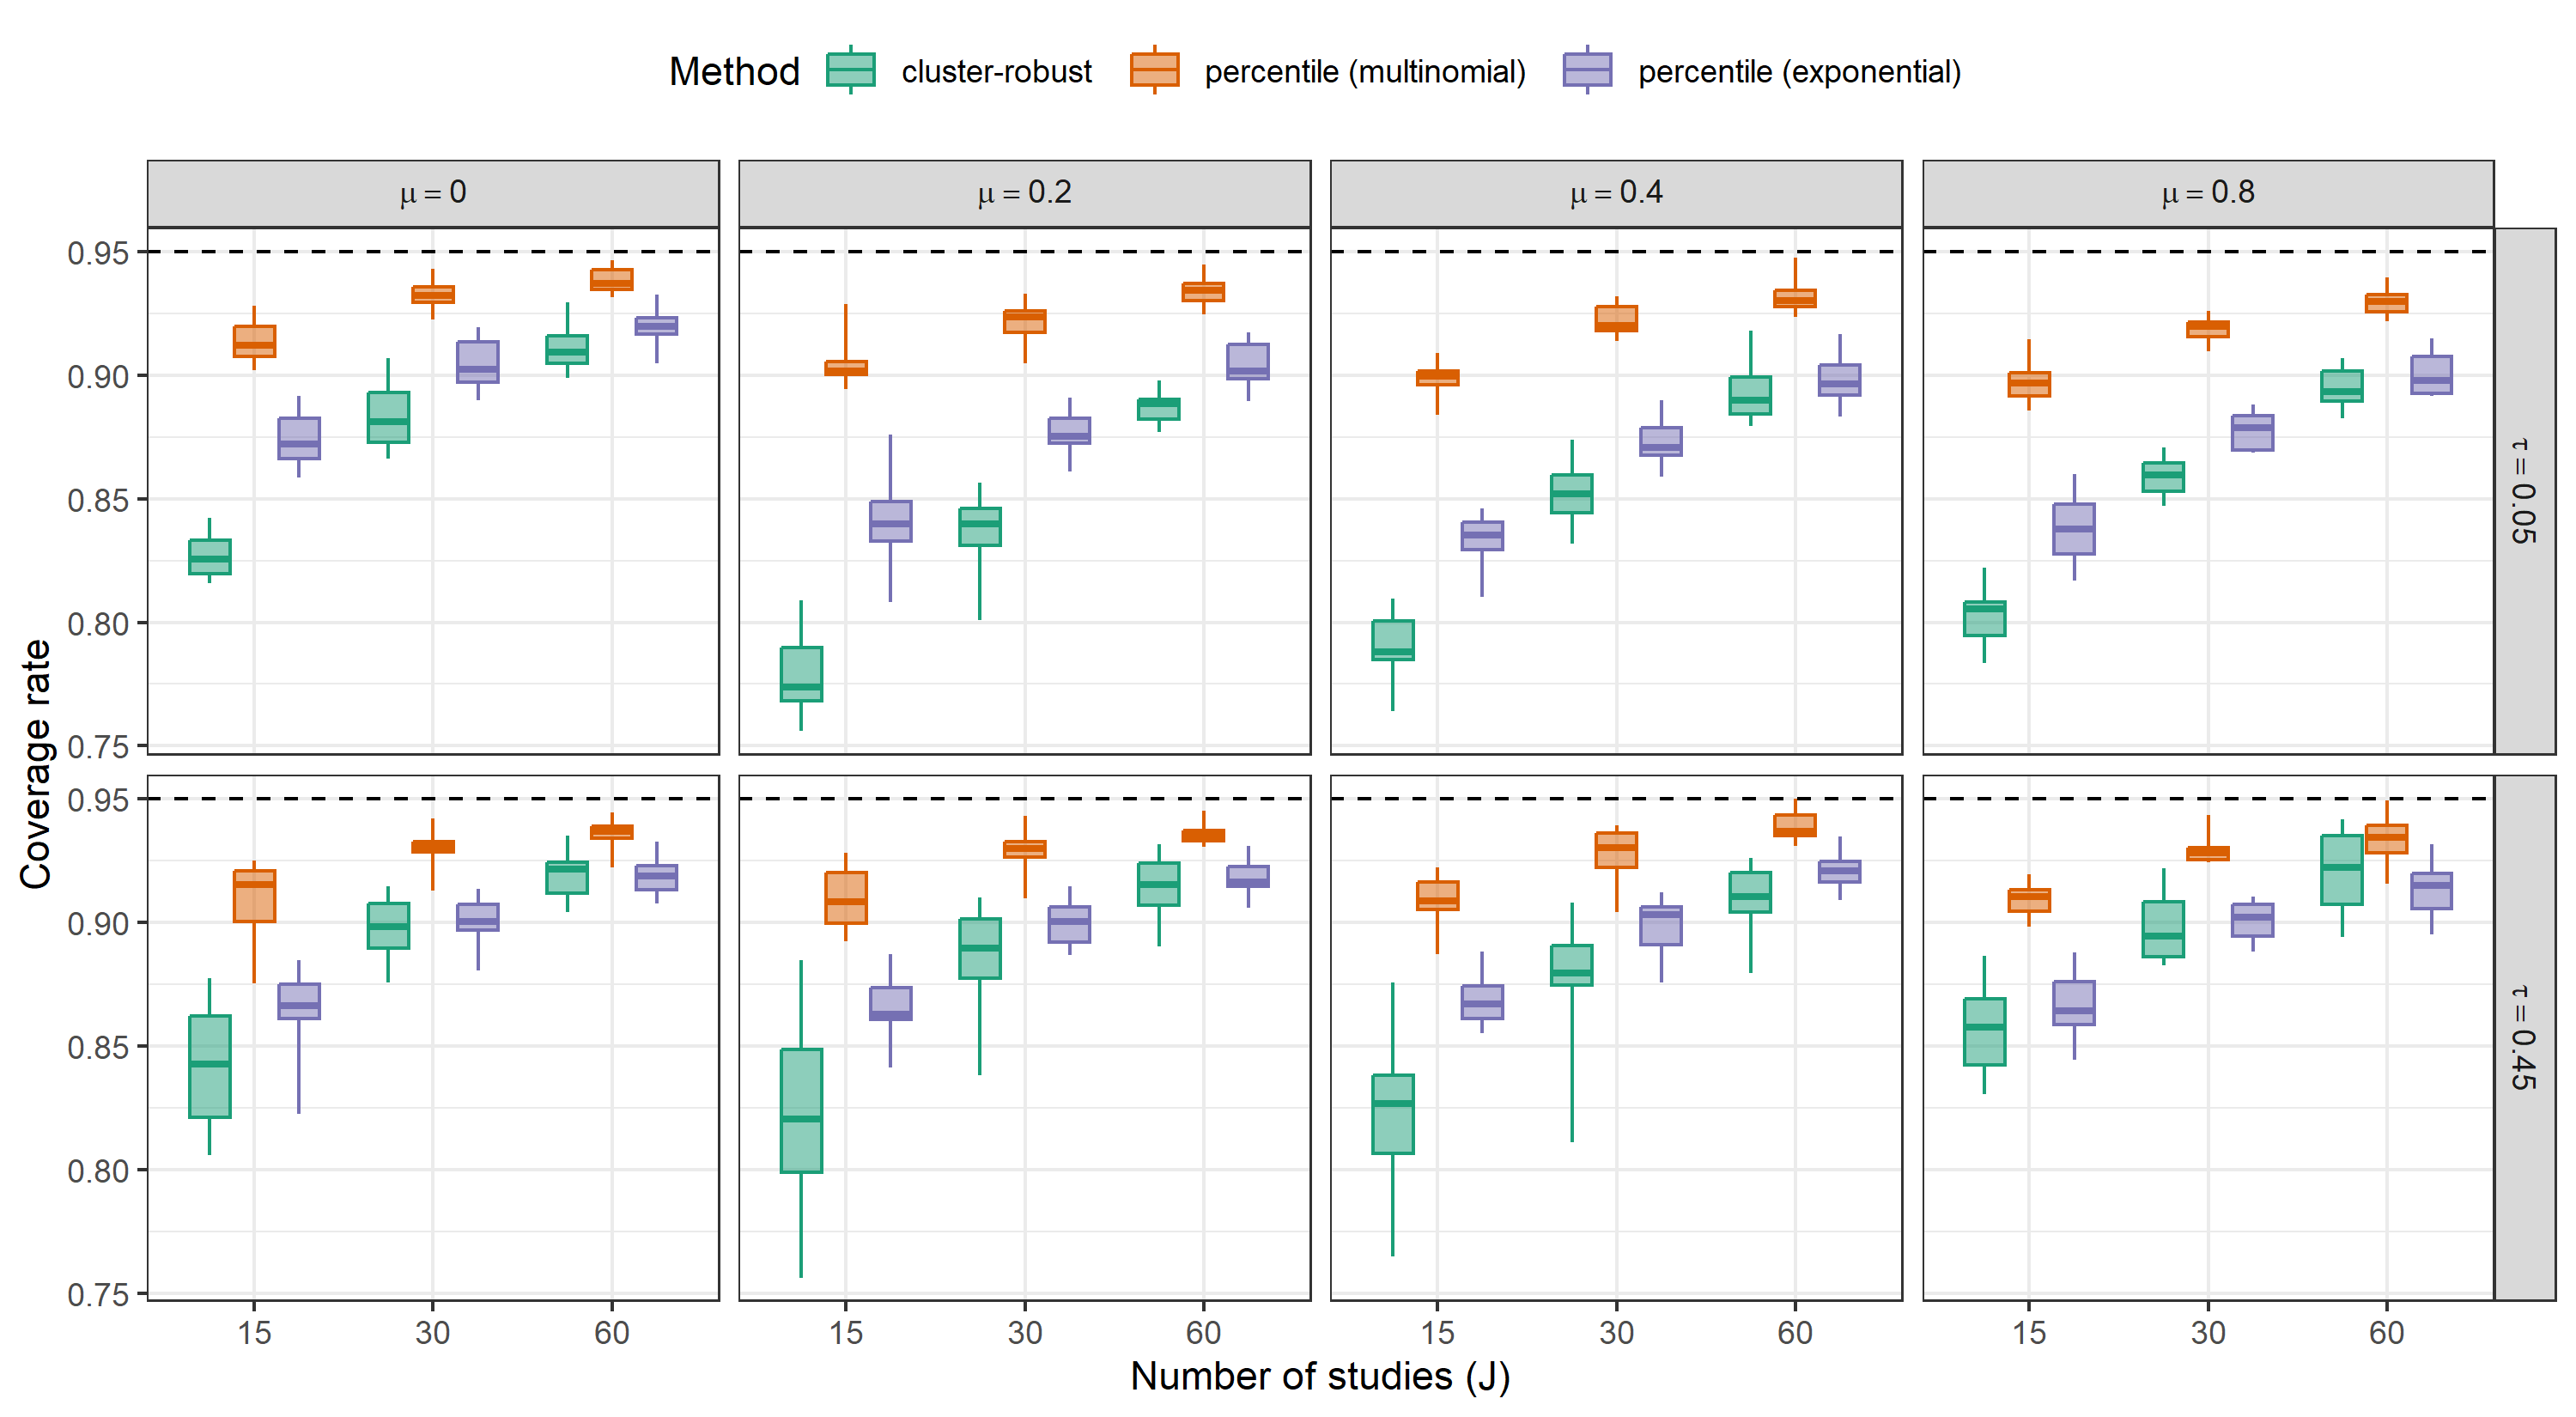 Method cluster-robust percentile (multinomial) percentile (exponential)
μ = 0 μ = 0.2 μ = 0.4 μ = 0.8
0.95
0.90
0.85
0.80
0.75
τ = 0.05
0.95
0.90
0.85
0.80
0.75
τ = 0.45
Coverage rate
15 30 60 15 30 60 15 30 60 15 30 60
Number of studies (J)